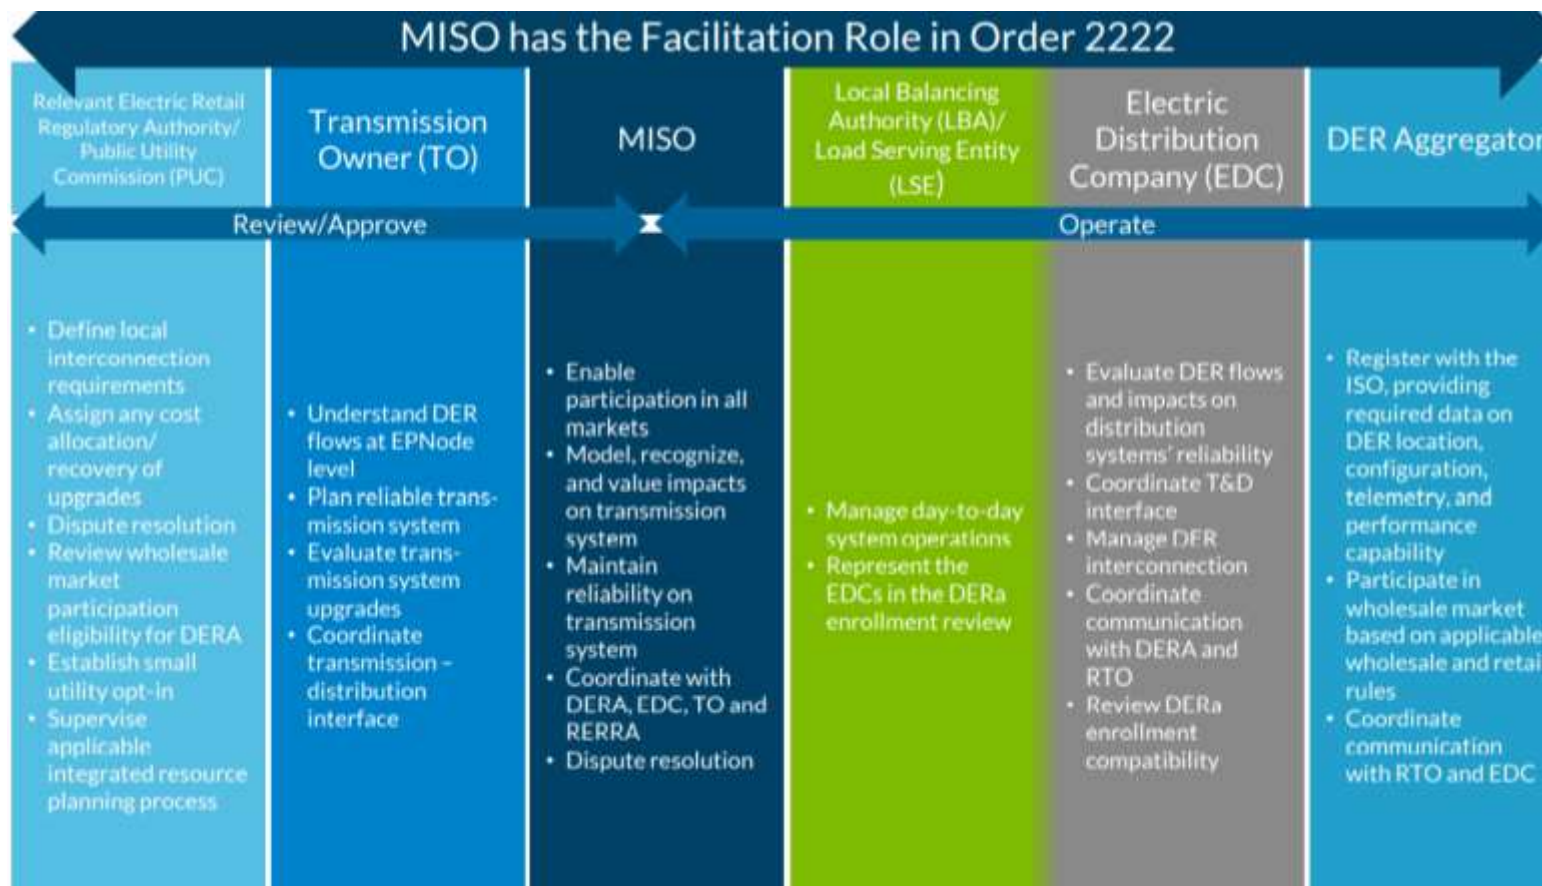 MISO has the Facilitation Role in Order 2222
Relevant Electric Retail
Regulatory Authority/
Public Utility
Commission (PUC)
Transmission
Owner (TO)
MISO
Local Balancing
Authority (LBA)/
Load Serving Entity
(LSE)
Electric
Distribution
Company (EDC)
DER Aggregator
Review/Approve
Operate
• Define local
interconnection
requirements
• Assign any cost
allocation/
recovery of
upgrades
• Dispute resolution
• Review wholesale
market
participation
eligibility for DERA
• Establish small
utility opt-in
• Supervise
applicable
integrated resource
planning process
• Understand DER
flows at EPNode
level
• Plan reliable trans-
mission system
• Evaluate trans-
mission system
upgrades
• Coordinate
transmission –
distribution
interface
• Enable
participation in all
markets
• Model, recognize,
and value impacts
on transmission
system
• Maintain
reliability on
transmission
system
• Coordinate with
DERA, EDC, TO and
RERRA
• Dispute resolution
• Manage day-to-day
system operations
• Represent the
EDCs in the DERa
enrollment review
• Evaluate DER flows
and impacts on
distribution
systems' reliability
• Coordinate T&D
interface
• Manage DER
interconnection
• Coordinate
communication
with DERA and
RTO
• Review DERa
enrollment
compatibility
• Register with the
ISO, providing
required data on
DER location,
configuration,
telemetry, and
performance
capability
• Participate in
wholesale market
based on applicable
wholesale and retai
rules
• Coordinate
communication
with RTO and EDC